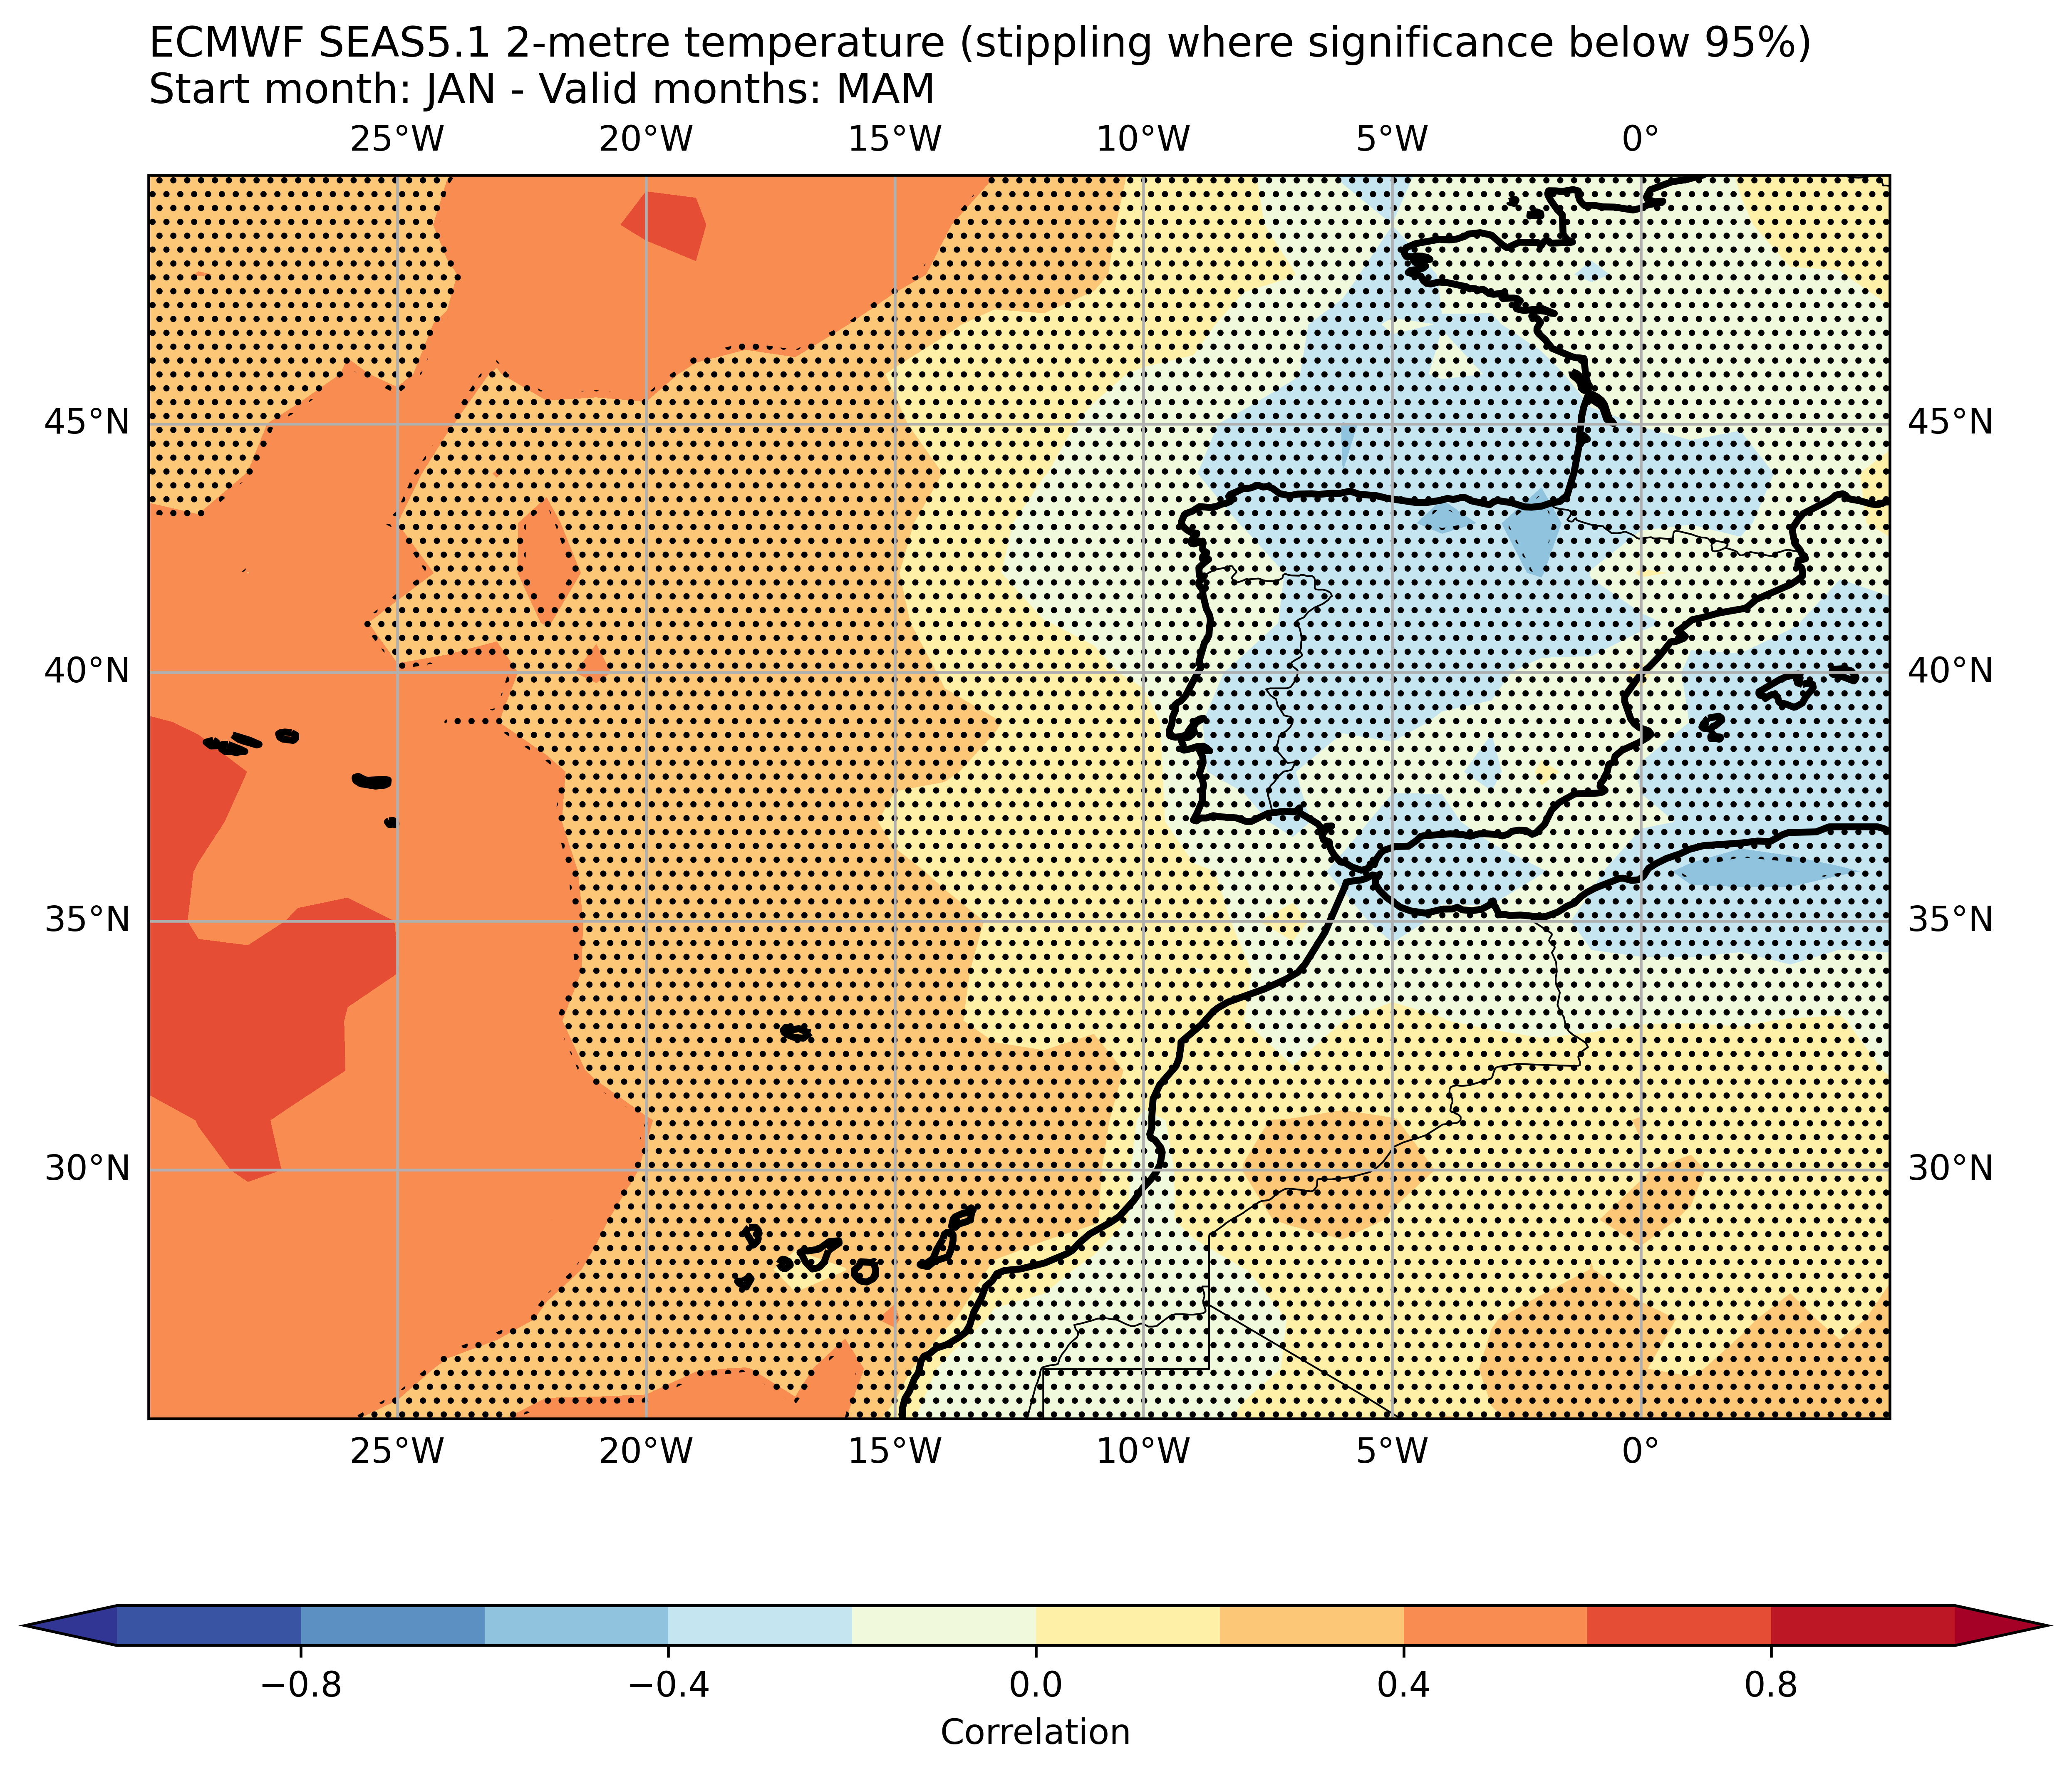 ECMWF SEAS5.1 2-metre temperature (stippling where significance below 95%)
Start month: JAN - Valid months: MAM
25°W 20°W 15°W 10°W 5°W 0°
45°N 45°N
40°N 40°N
35°N 35°N
30°N 30°N
25°W 20°W 15°W 10°W 5°W 0°
−0.8 −0.4 0.0 0.4 0.8
Correlation